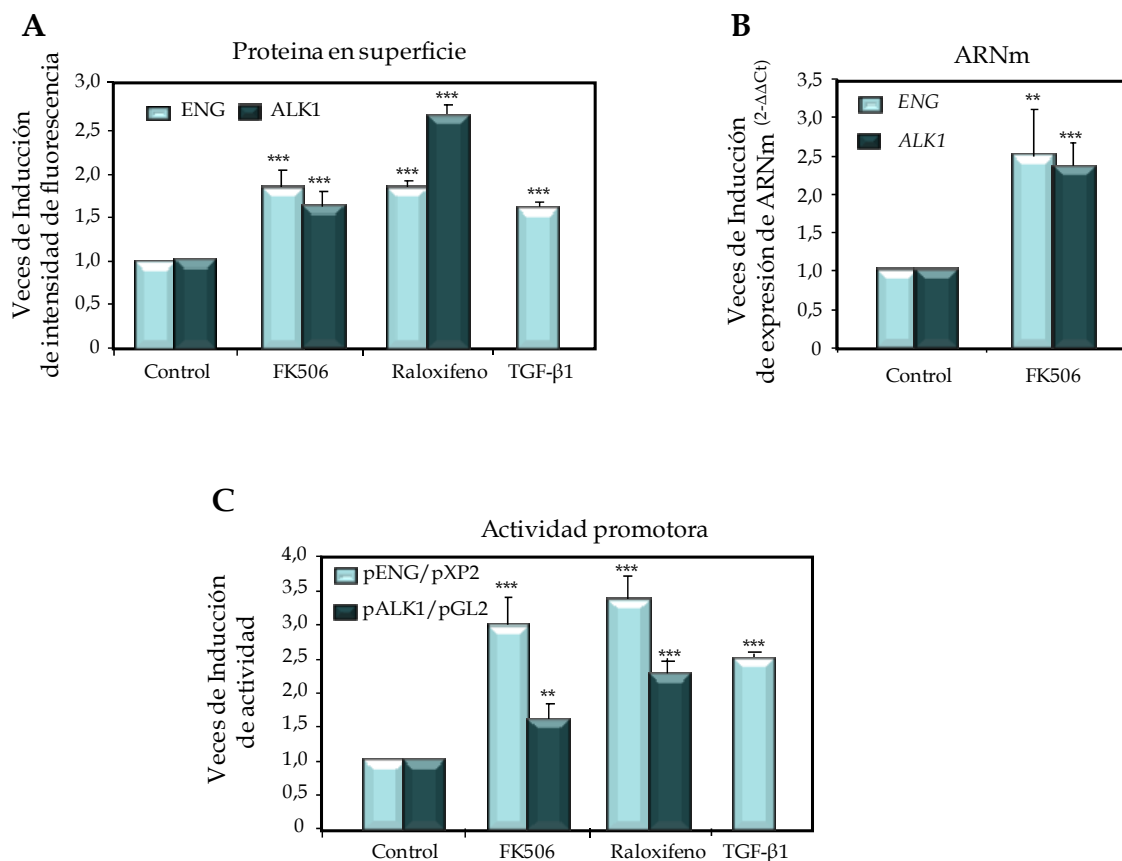 A
Proteina en superficie
Veces de Inducción
de intensidad de fluorescencia
3,0
2,5
2,0
1,5
1,0
0,5
0
ENG ALK1
*** *** *** *** ***
Control FK506 Raloxifeno TGF-β1
B
ARNm
Veces de Inducción
de expresión de ARNm (2-ΔΔCt)
3,5
3,0
2,5
2,0
1,5
1,0
0,5
0
ENG
ALK1
** ***
Control FK506
C
Actividad promotora
Veces de Inducción
de actividad
4,0
3,5
3,0
2,5
2,0
1,5
1,0
0,5
0
pENG/pXP2
pALK1/pGL2
*** ** *** *** ***
Control FK506 Raloxifeno TGF-β1